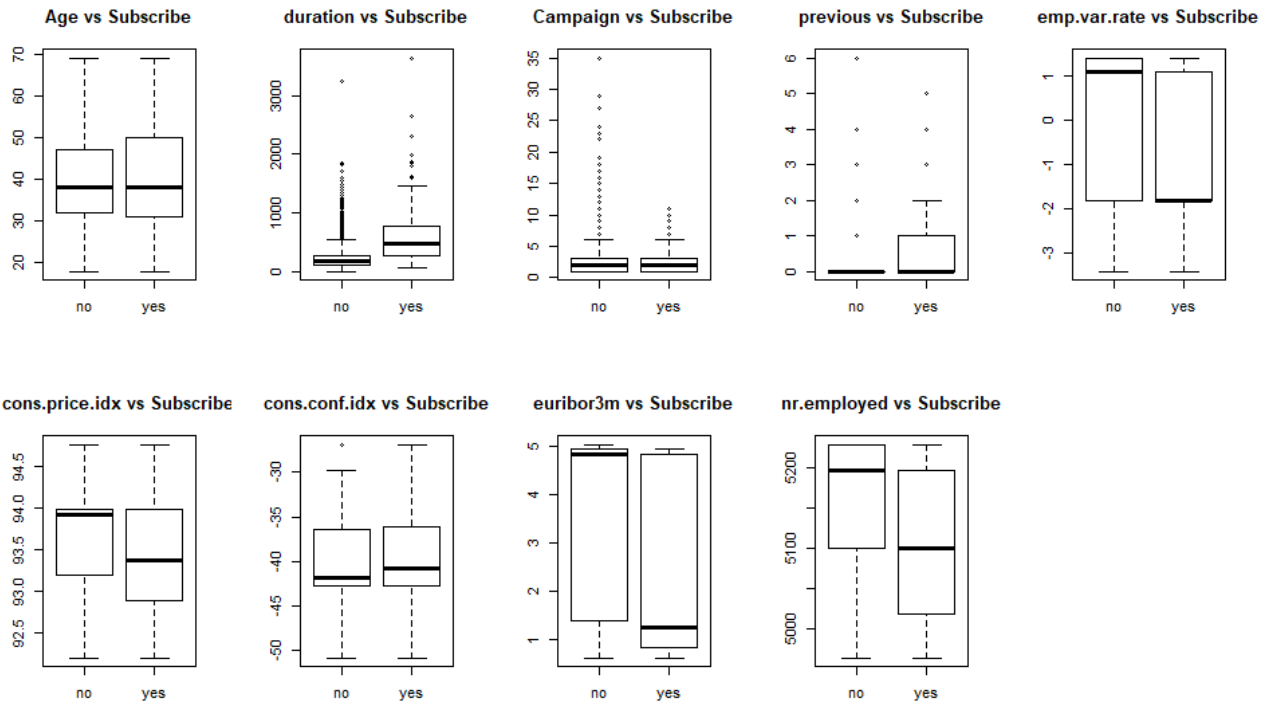 Age vs Subscribe
70
60
50
40
30
20
no yes
duration vs Subscribe
3000
2000
1000
0
no yes
Campaign vs Subscribe
35
30
25
20
15
10
5
0
no yes
previous vs Subscribe
6
5
4
3
2
1
0
no yes
emp.var.rate vs Subscribe
1
0
-1
-2
-3
no yes
cons.price.idx vs Subscribe
94.5
94.0
93.5
93.0
92.5
no yes
cons.conf.idx vs Subscribe
-30
-35
-40
-45
-50
no yes
euribor3m vs Subscribe
5
4
3
2
1
no yes
nr.employed vs Subscribe
5200
5100
5000
no yes